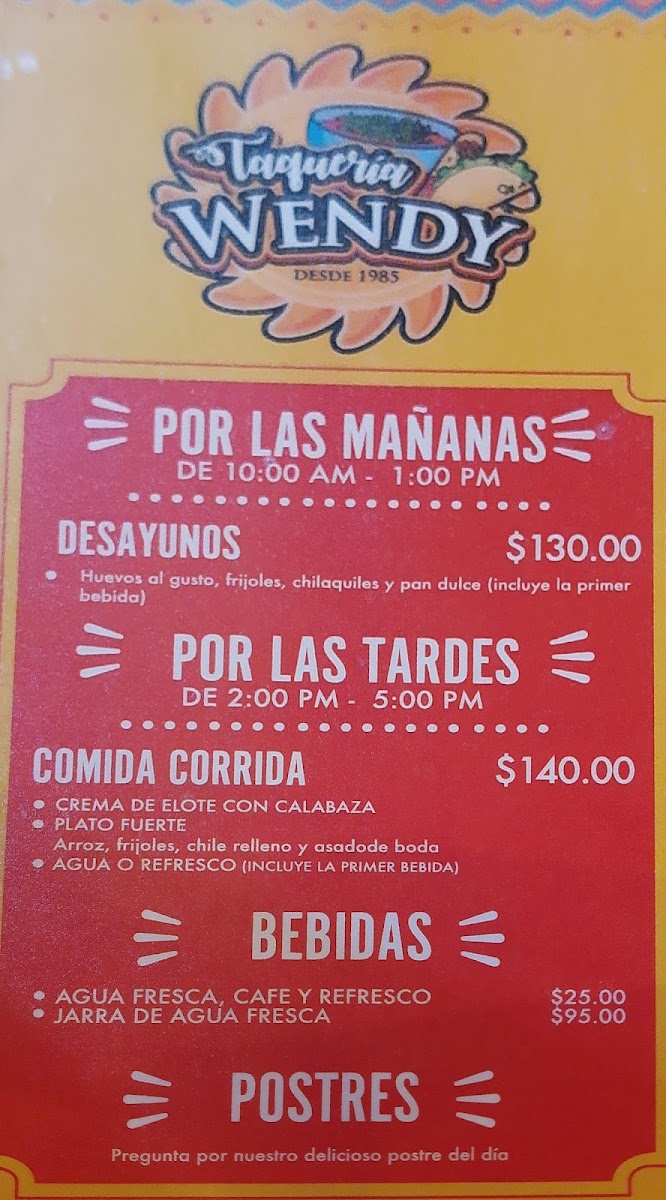 Taquería
WENDY
DESDE 1985
POR LAS MAÑANAS
DE 10:00 AM - 1:00 PM
DESAYUNOS $130.00
• Huevos al gusto, frijoles, chilaquiles y pan dulce (incluye la primer
bebida)
POR LAS TARDES
DE 2:00 PM - 5:00 PM
COMIDA CORRIDA $140.00
• CREMA DE ELOTE CON CALABAZA
• PLATO FUERTE
Arroz, frijoles, chile relleno y asadode boda
• AGUA O REFRESCO (INCLUYE LA PRIMER BEBIDA)
BEBIDAS
• AGUA FRESCA, CAFE Y REFRESCO $25.00
• JARRA DE AGUA FRESCA $95.00
POSTRES
Pregunta por nuestro delicioso postre del día